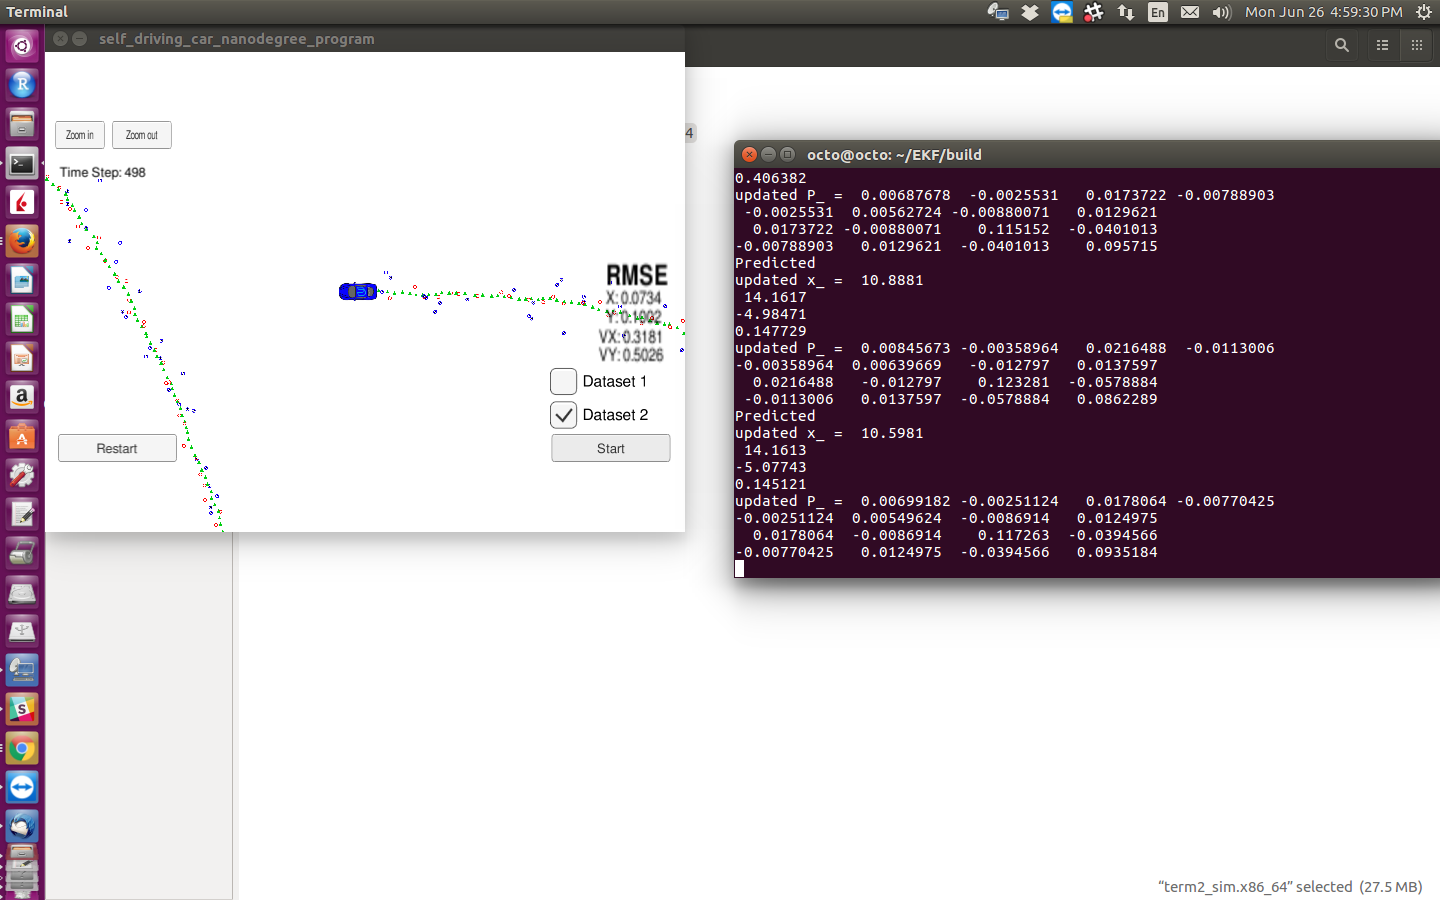 Terminal
En
Mon Jun 26 4:59:30 PM
self_driving_car_nanodegree_program
Zoom in
Zoom out
Time Step: 498
RMSE
X: 0.0734
Y: 0.1002
VX: 0.3181
VY: 0.5026
Dataset 1
Dataset 2
Restart
Start
4
octo@octo: ~/EKF/build
0.406382
updated P_ =  0.00687678  -0.0025531   0.0173722 -0.00788903
-0.0025531  0.00562724 -0.00880071   0.0129621
0.0173722 -0.00880071    0.115152  -0.0401013
-0.00788903   0.0129621  -0.0401013    0.095715
Predicted
updated x_ =  10.8881
14.1617
-4.98471
0.147729
updated P_ =  0.00845673 -0.00358964   0.0216488  -0.0113006
-0.00358964  0.00639669   -0.012797   0.0137597
0.0216488   -0.012797    0.123281  -0.0578884
-0.0113006   0.0137597  -0.0578884   0.0862289
Predicted
updated x_ =  10.5981
14.1613
-5.07743
0.145121
updated P_ =  0.00699182 -0.00251124   0.0178064 -0.00770425
-0.00251124  0.00549624  -0.0086914   0.0124975
0.0178064  -0.0086914    0.117263  -0.0394566
-0.00770425   0.0124975  -0.0394566   0.0935184
“term2_sim.x86_64” selected (27.5 MB)